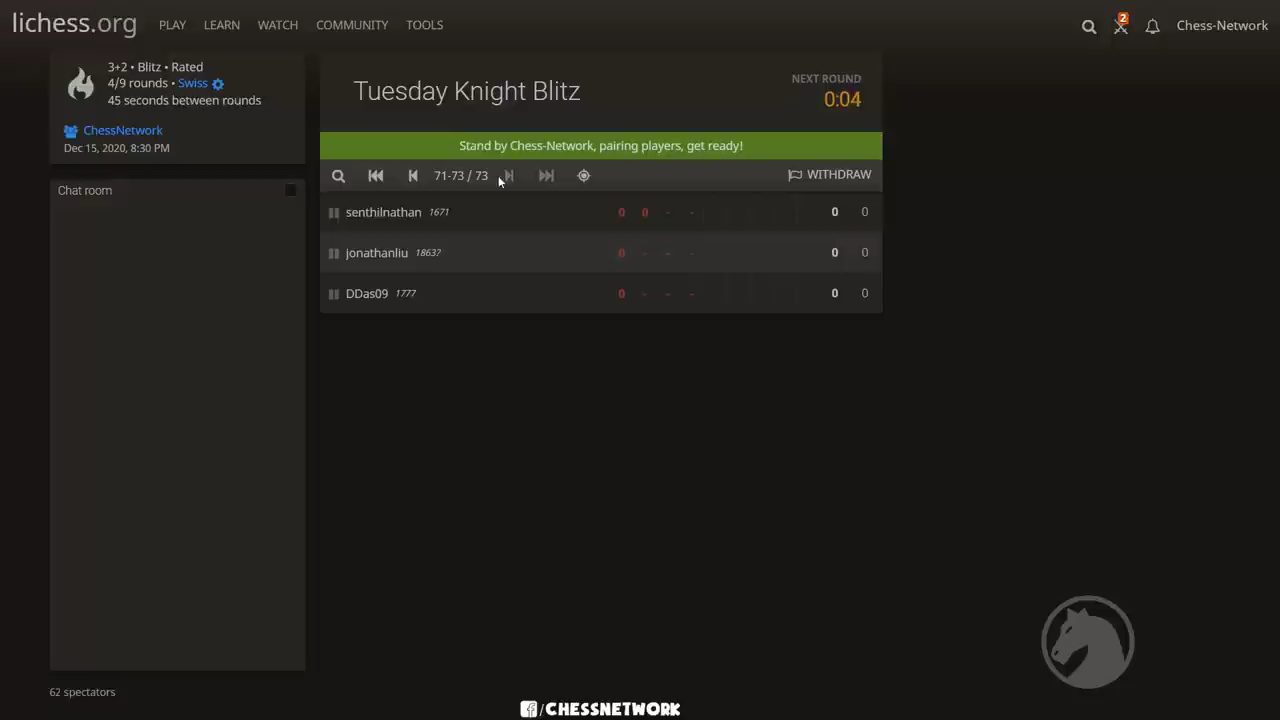 lichess.org PLAY LEARN WATCH COMMUNITY TOOLS 2 Chess-Network
3+2 • Blitz • Rated
4/9 rounds • Swiss
45 seconds between rounds
ChessNetwork
Dec 15, 2020, 8:30 PM
Chat room
62 spectators
Tuesday Knight Blitz
NEXT ROUND
0:04
Stand by Chess-Network, pairing players, get ready!
71-73 / 73 WITHDRAW
senthilnathan 1671 0 0 - - 0 0
jonathanliu 1863? 0 - - - 0 0
DDas09 1777 0 - - - 0 0
/CHESSNETWORK